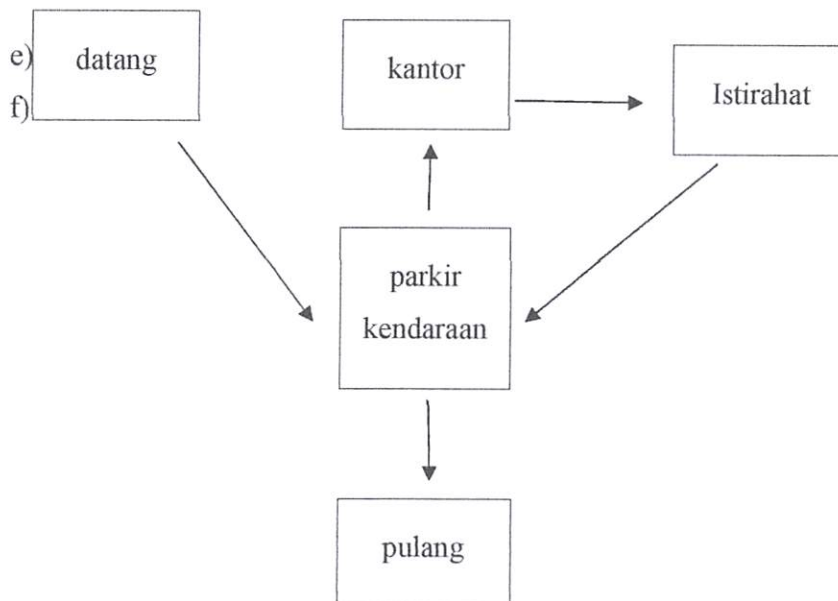 e)
datang
kantor
Istirahat
f)
parkir
kendaraan
pulang